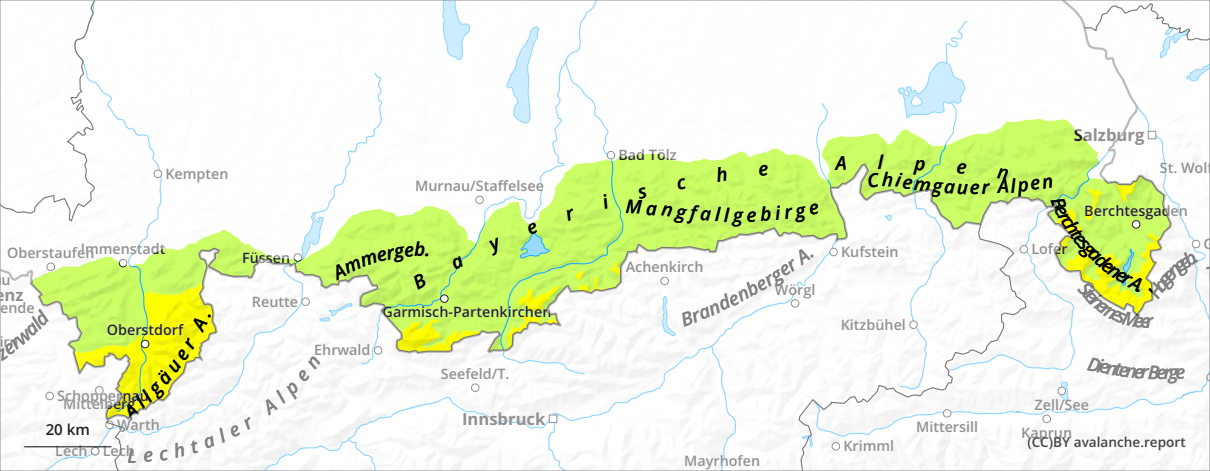 Salzburg
Bad Tölz
St. Wolf
Kempten
Murnau/Staffelsee
A l p e n
B a y e r i s c h e
Chiemgauer Alpen
Mangfallgebirge
Berchtesgaden
Oberstaufen
Immenstadt
Füssen
Ammergeb.
Kufstein
Lofer
Berchtesgadener A.
Achenkirch
Hagengeb.
Steinernes Meer
Reutte
Garmisch-Partenkirchen
Brandenberger A.
Wörgl
Kitzbühel
Oberstdorf
Allgäuer A.
Ehrwald
Seefeld/T.
Dientener Berge
Schoppernau
Mittelberg
Warth
Innsbruck
Zell/See
Mittersill
Kaprun
20 km
Lechtaler Alpen
Lech
Lech
Krimml
Mayrhofen
(CC)BY avalanche.report